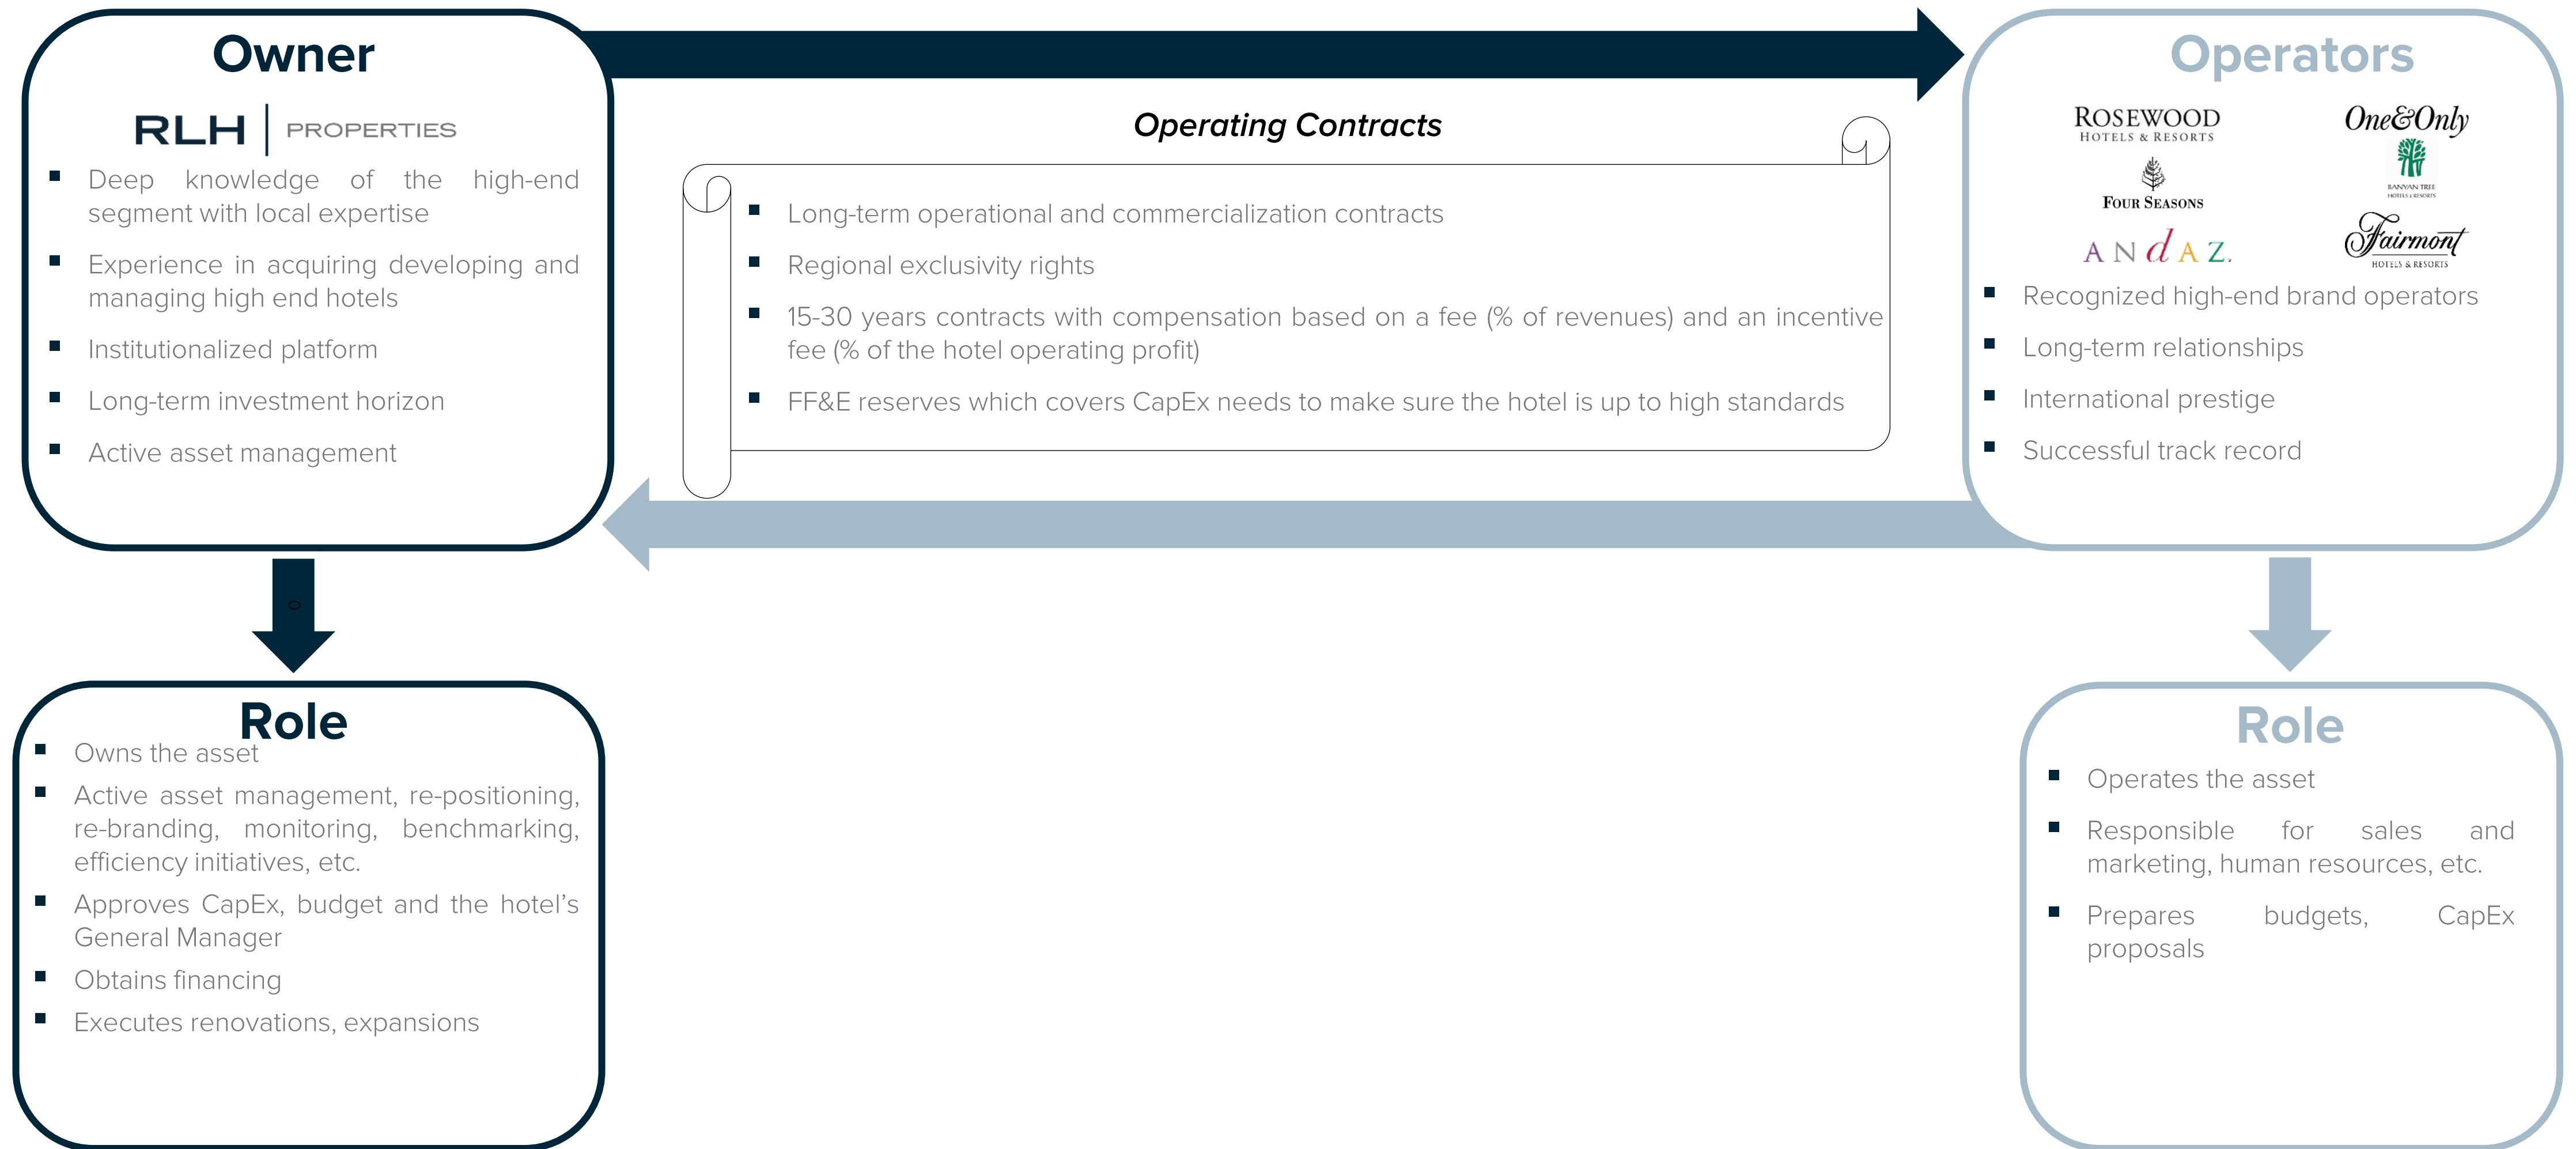 Owner
RLH | PROPERTIES
Deep knowledge of the high-end
segment with local expertise
Experience in acquiring developing and
managing high end hotels
Institutionalized platform
Long-term investment horizon
Active asset management
Operating Contracts
Long-term operational and commercialization contracts
Regional exclusivity rights
15-30 years contracts with compensation based on a fee (% of revenues) and an incentive
fee (% of the hotel operating profit)
FF&E reserves which covers CapEx needs to make sure the hotel is up to high standards
Operators
ROSEWOOD
HOTELS & RESORTS
One&Only
FOUR SEASONS
BANYAN TREE
HOTELS & RESORTS
ANdAZ.
Fairmont
HOTELS & RESORTS
Recognized high-end brand operators
Long-term relationships
International prestige
Successful track record
0
Role
Owns the asset
Active asset management, re-positioning,
re-branding, monitoring, benchmarking,
efficiency initiatives, etc.
Approves CapEx, budget and the hotel’s
General Manager
Obtains financing
Executes renovations, expansions
Role
Operates the asset
Responsible for sales and
marketing, human resources, etc.
Prepares budgets, CapEx
proposals